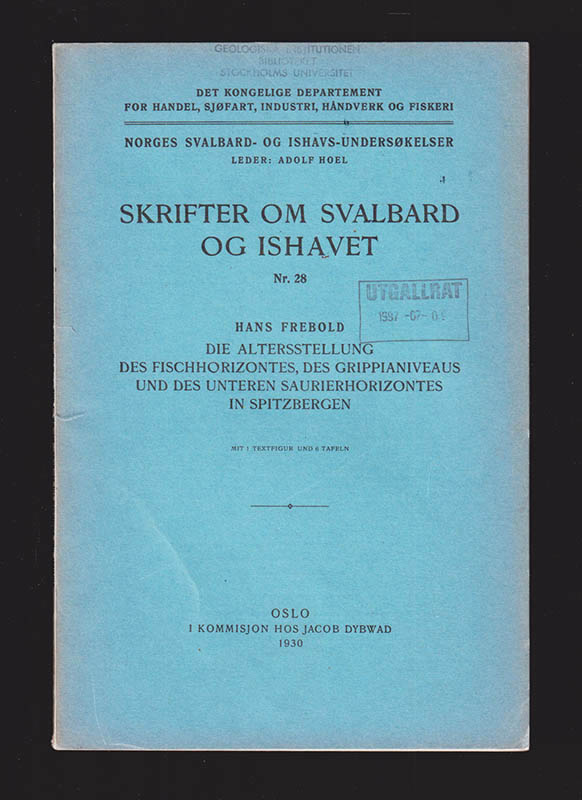 GEOLOGISKA INSTITUTIONEN
BIBLIOTEKET
STOCKHOLMS UNIVERSITET
DET KONGELIGE DEPARTEMENT
FOR HANDEL, SJØFART, INDUSTRI, HÅNDVERK OG FISKERI
NORGES SVALBARD- OG ISHAVS-UNDERSØKELSER
LEDER: ADOLF HOEL
SKRIFTER OM SVALBARD
OG ISHAVET
Nr. 28
UTGALLRAT
1997 -07- 09
HANS FREBOLD
DIE ALTERSSTELLUNG
DES FISCHHORIZONTES, DES GRIPPIANIVEAUS
UND DES UNTEREN SAURIERHORIZONTES
IN SPITZBERGEN
MIT 1 TEXTFIGUR UND 6 TAFELN
OSLO
I KOMMISJON HOS JACOB DYBWAD
1930